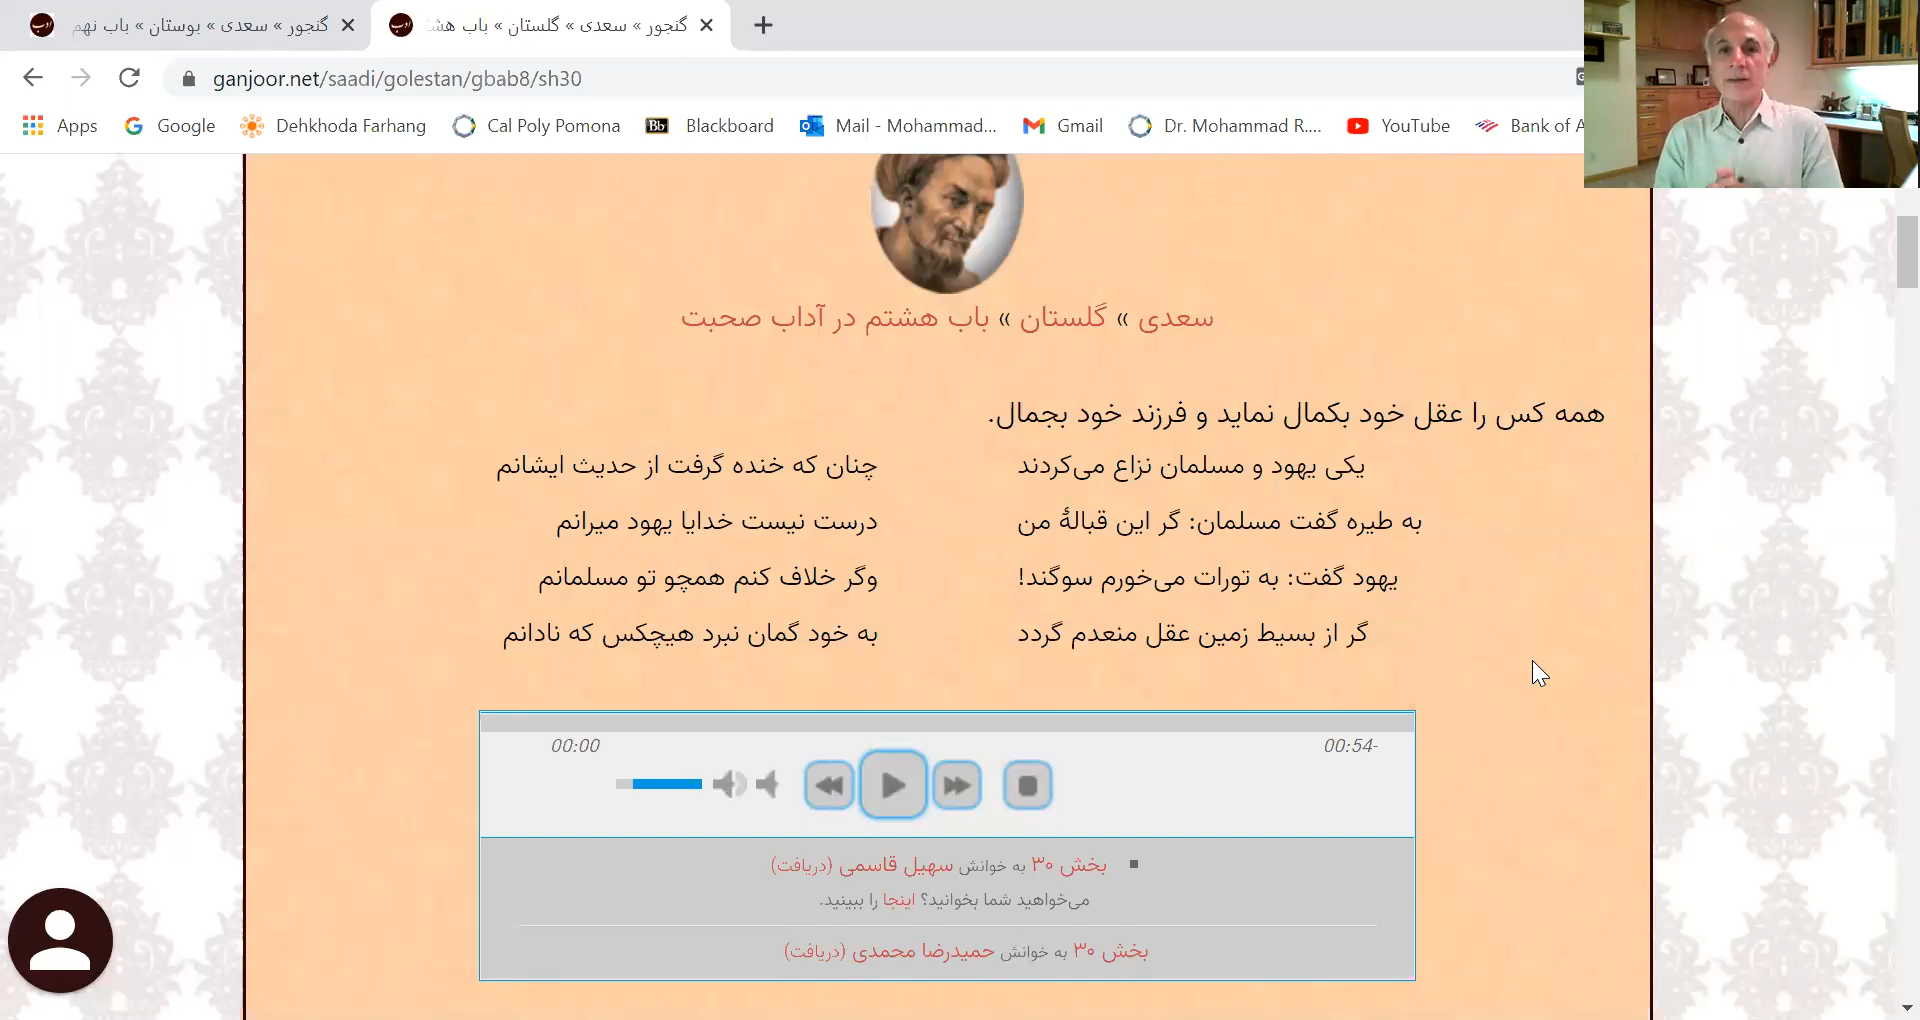 گنجور » سعدی » بوستان » باب نهم
گنجور » سعدی » گلستان » باب هشت
ganjoor.net/saadi/golestan/gbab8/sh30
Apps Google Dehkhoda Farhang Cal Poly Pomona Bb Blackboard Mail - Mohammad... Gmail Dr. Mohammad R.... YouTube Bank of A
سعدی » گلستان » باب هشتم در آداب صحبت
همه کس را عقل خود بکمال نماید و فرزند خود بجمال.
یکی یهود و مسلمان نزاع می‌کردند چنان که خنده گرفت از حدیث ایشانم
به طیره گفت مسلمان: گر این قبالهٔ من درست نیست خدایا یهود میرانم
یهود گفت: به تورات می‌خورم سوگند! وگر خلاف کنم همچو تو مسلمانم
گر از بسیط زمین عقل منعدم گردد به خود گمان نبرد هیچکس که نادانم
00:00 00:54-
بخش ۳۰ به خوانش سهیل قاسمی (دریافت)
می‌خواهید شما بخوانید؟ اینجا را ببینید.
بخش ۳۰ به خوانش حمیدرضا محمدی (دریافت)